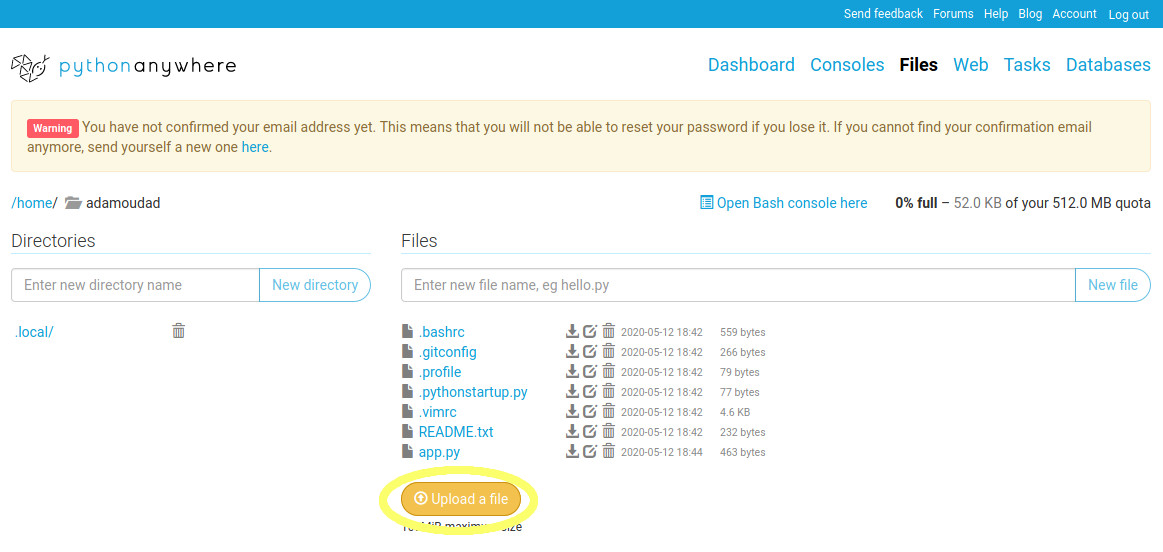 Send feedback Forums Help Blog Account Log out
pythonanywhere
Dashboard Consoles Files Web Tasks Databases
Warning You have not confirmed your email address yet. This means that you will not be able to reset your password if you lose it. If you cannot find your confirmation email
anymore, send yourself a new one here.
/home/ adamoudad
Open Bash console here 0% full – 52.0 KB of your 512.0 MB quota
Directories
Files
Enter new directory name New directory
Enter new file name, eg hello.py New file
.local/
.bashrc 2020-05-12 18:42 559 bytes
.gitconfig 2020-05-12 18:42 266 bytes
.profile 2020-05-12 18:42 79 bytes
.pythonstartup.py 2020-05-12 18:42 77 bytes
.vimrc 2020-05-12 18:42 4.6 KB
README.txt 2020-05-12 18:42 232 bytes
app.py 2020-05-12 18:44 463 bytes
Upload a file
maximum size